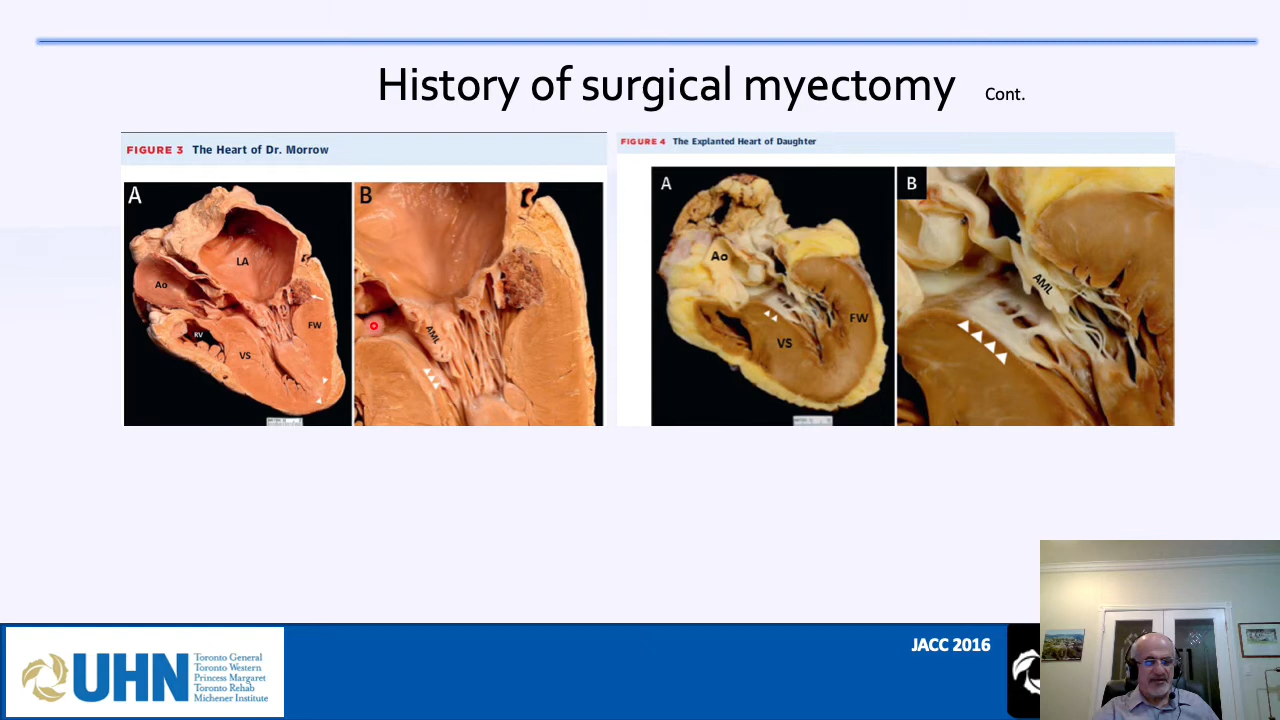 History of surgical myectomy Cont.
FIGURE 3 The Heart of Dr. Morrow
A
LA
Ao
RV
FW
VS
B
AML
FIGURE 4 The Explanted Heart of Daughter
A
Ao
FW
VS
B
AML
JACC 2016
UHN
Toronto General
Toronto Western
Princess Margaret
Toronto Rehab
Michener Institute